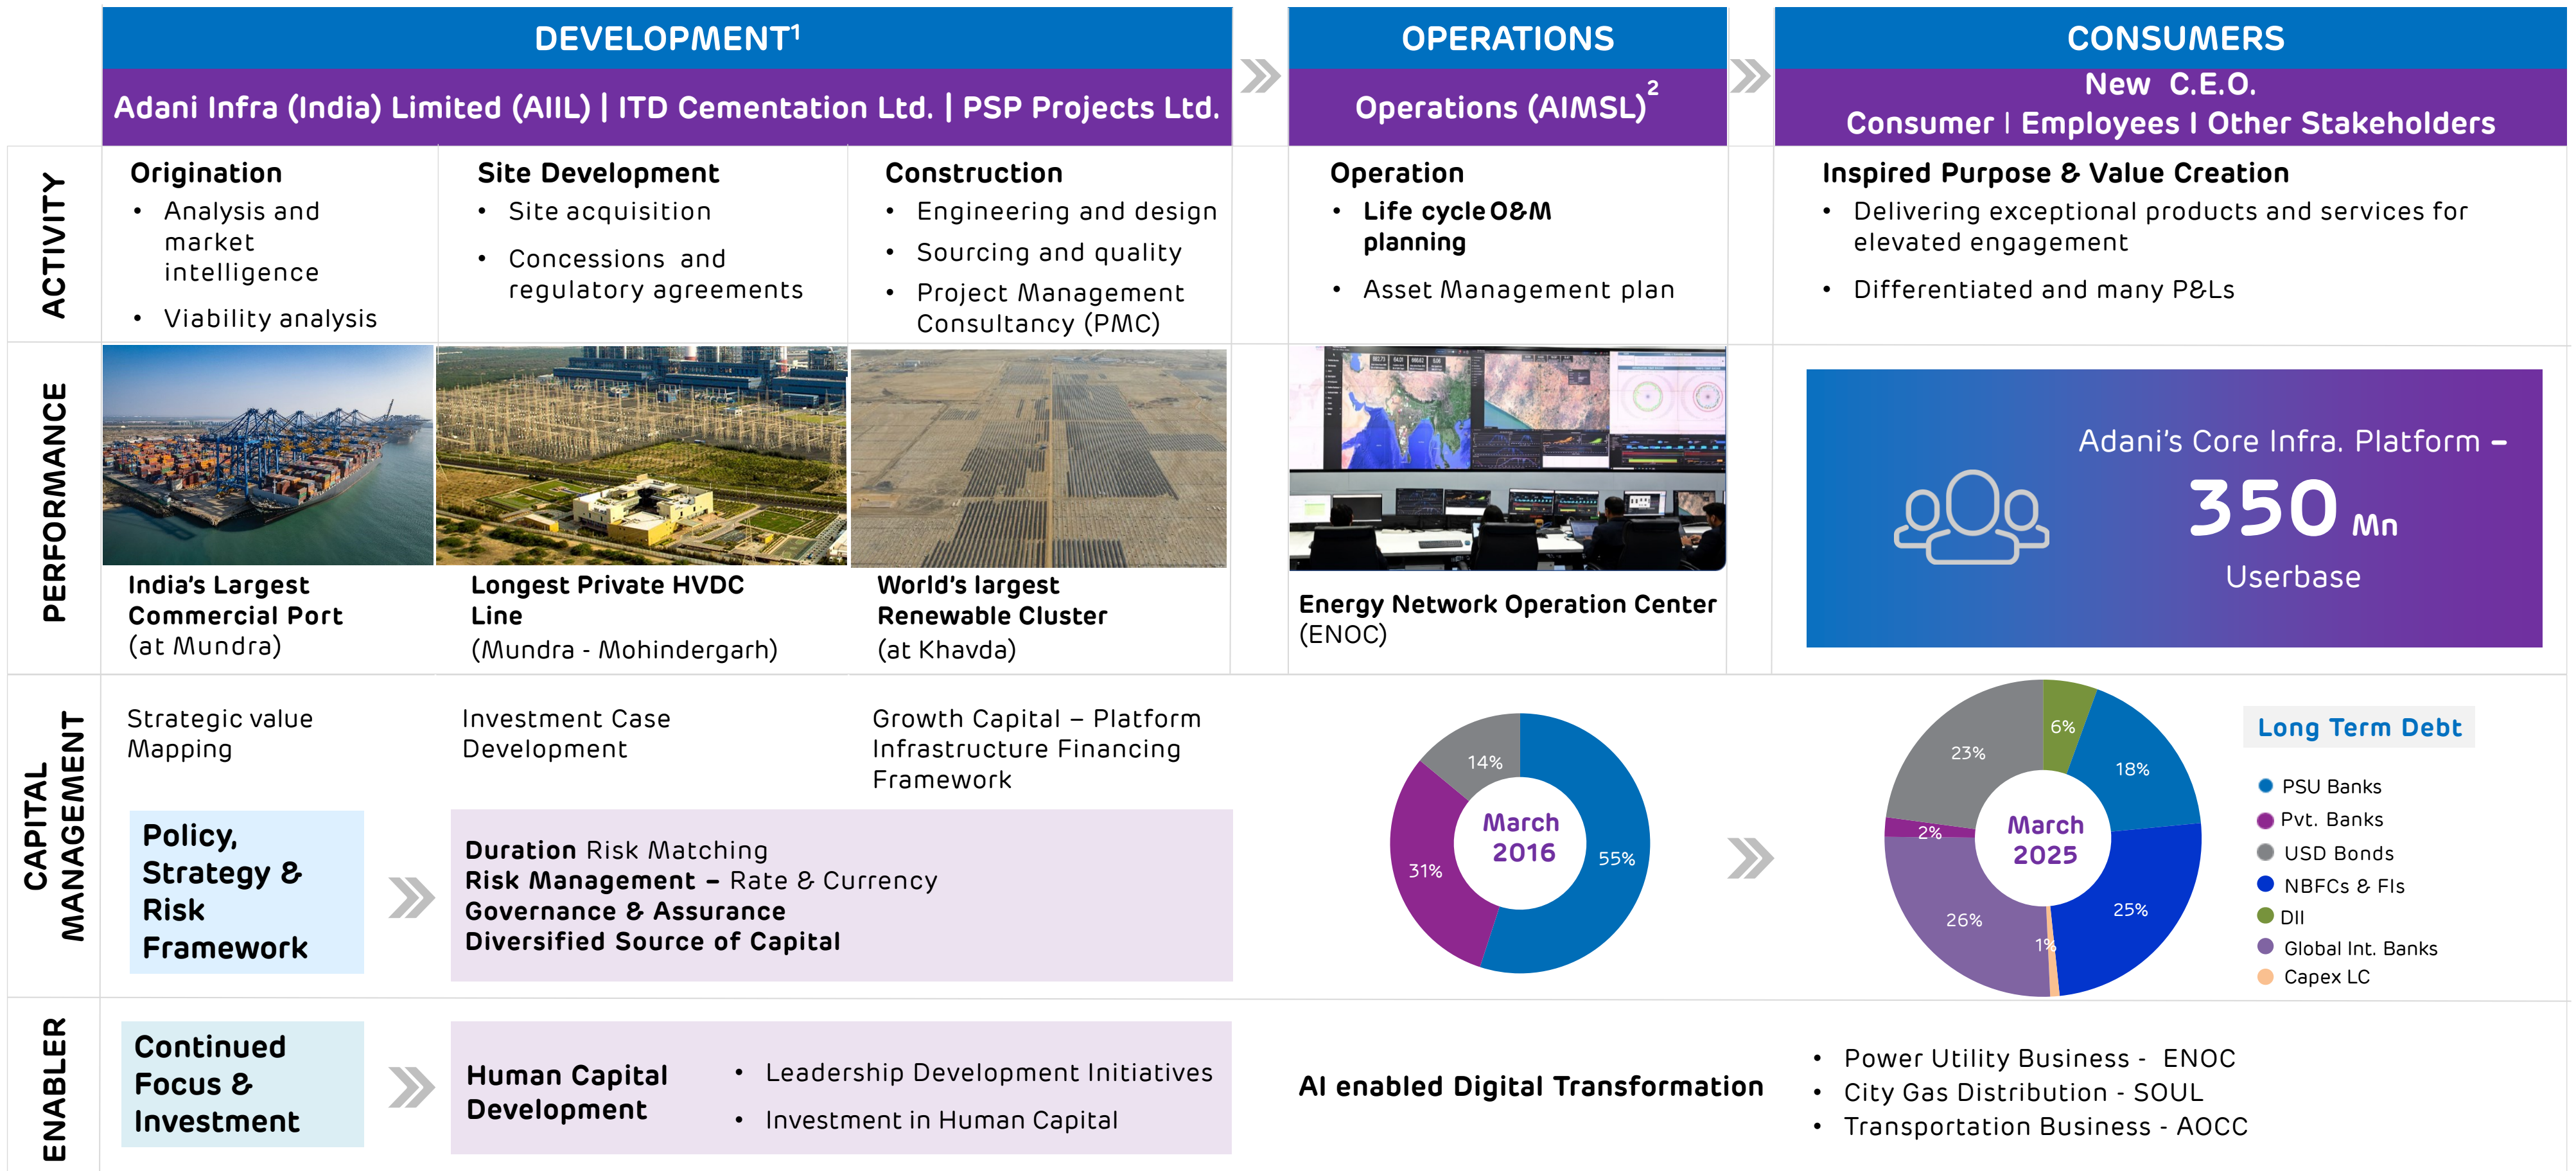 DEVELOPMENT¹
OPERATIONS
CONSUMERS
Adani Infra (India) Limited (AIIL) | ITD Cementation Ltd. | PSP Projects Ltd.
Operations (AIMSL)²
New C.E.O.
Consumer | Employees I Other Stakeholders
ACTIVITY
Origination
• Analysis and
market
intelligence
• Viability analysis
Site Development
• Site acquisition
• Concessions and
regulatory agreements
Construction
• Engineering and design
• Sourcing and quality
• Project Management
Consultancy (PMC)
Operation
• Life cycle O&M
planning
• Asset Management plan
Inspired Purpose & Value Creation
• Delivering exceptional products and services for
elevated engagement
• Differentiated and many P&Ls
PERFORMANCE
India's Largest
Commercial Port
(at Mundra)
Longest Private HVDC
Line
(Mundra - Mohindergarh)
World's largest
Renewable Cluster
(at Khavda)
Energy Network Operation Center
(ENOC)
Adani's Core Infra. Platform –
350 Mn
Userbase
CAPITAL
MANAGEMENT
Strategic value
Mapping
Investment Case
Development
Growth Capital – Platform
Infrastructure Financing
Framework
Policy,
Strategy &
Risk
Framework
Duration Risk Matching
Risk Management – Rate & Currency
Governance & Assurance
Diversified Source of Capital
14%
31%
55%
March
2016
6%
18%
25%
1%
26%
2%
23%
March
2025
Long Term Debt
PSU Banks
Pvt. Banks
USD Bonds
NBFCs & FIs
DII
Global Int. Banks
Capex LC
ENABLER
Continued
Focus &
Investment
Human Capital
Development
• Leadership Development Initiatives
• Investment in Human Capital
AI enabled Digital Transformation
• Power Utility Business - ENOC
• City Gas Distribution - SOUL
• Transportation Business - AOCC